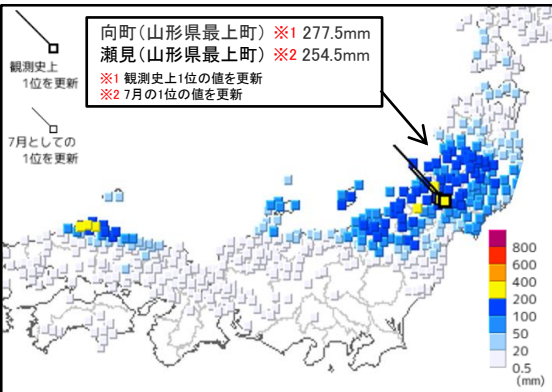 向町(山形県最上町) ※1 277.5mm
瀬見(山形県最上町) ※2 254.5mm
※1 観測史上1位の値を更新
※2 7月の1位の値を更新
観測史上
1位を更新
7月としての
1位を更新
800
600
400
200
100
50
20
0.5
(mm)